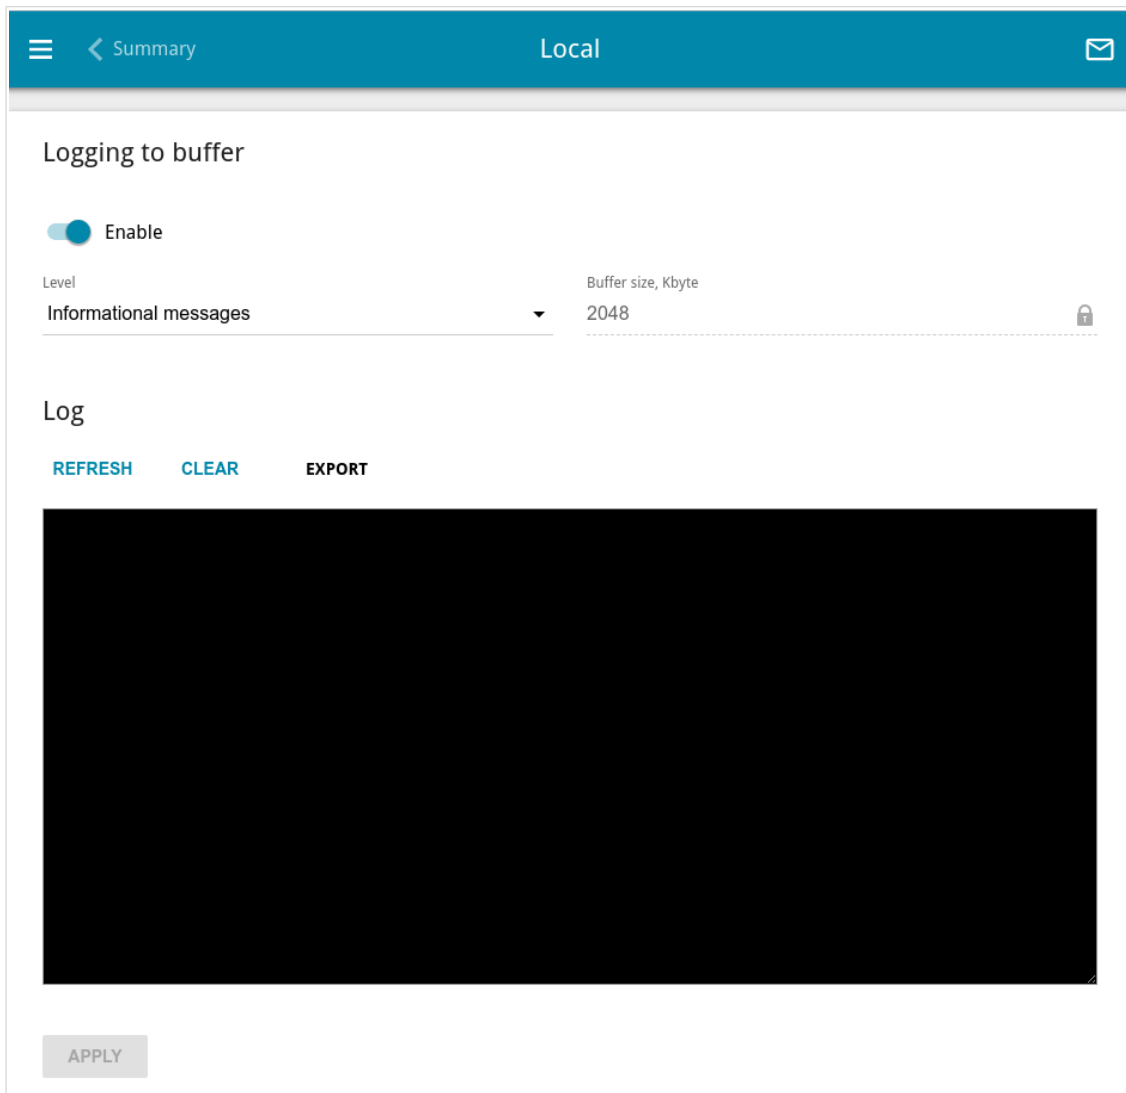 Summary
Local
Logging to buffer
Enable
Level
Buffer size, Kbyte
Informational messages
2048
Log
REFRESH CLEAR EXPORT
APPLY